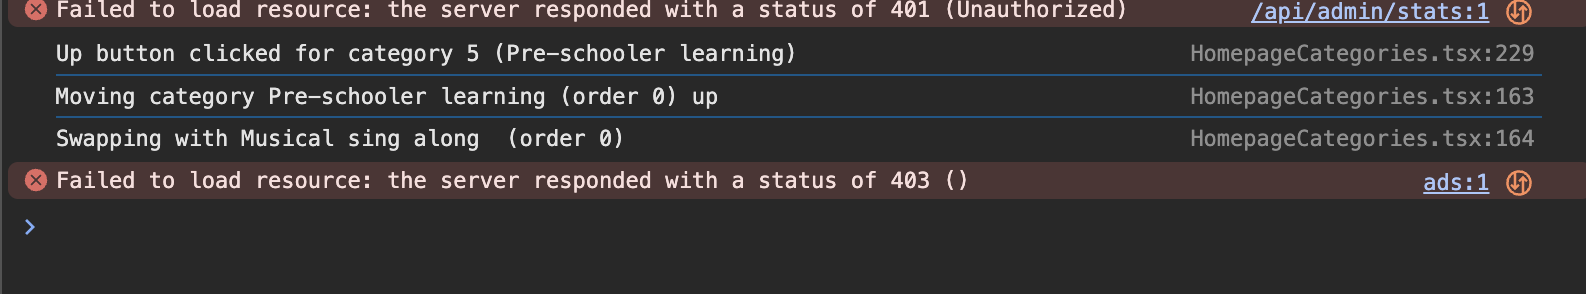 Failed to load resource: the server responded with a status of 401 (Unauthorized) /api/admin/stats:1
Up button clicked for category 5 (Pre-schooler learning) HomepageCategories.tsx:229
Moving category Pre-schooler learning (order 0) up HomepageCategories.tsx:163
Swapping with Musical sing along  (order 0) HomepageCategories.tsx:164
Failed to load resource: the server responded with a status of 403 () ads:1